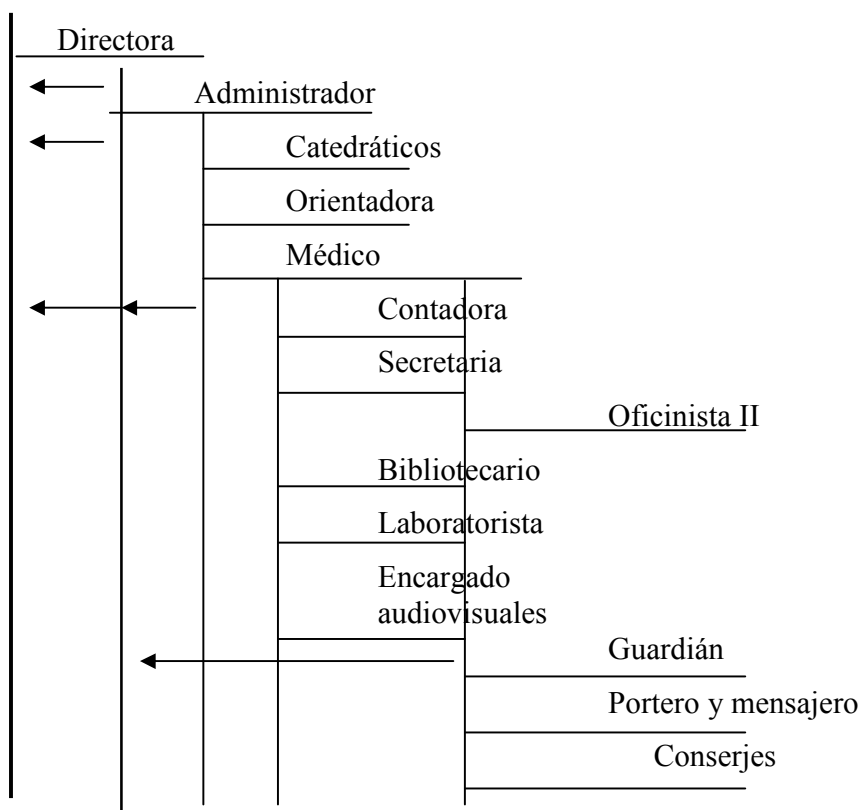 Directora
Administrador
Catedráticos
Orientadora
Médico
Contadora
Secretaria
Oficinista II
Bibliotecario
Laboratorista
Encargado
audiovisuales
Guardián
Portero y mensajero
Conserjes